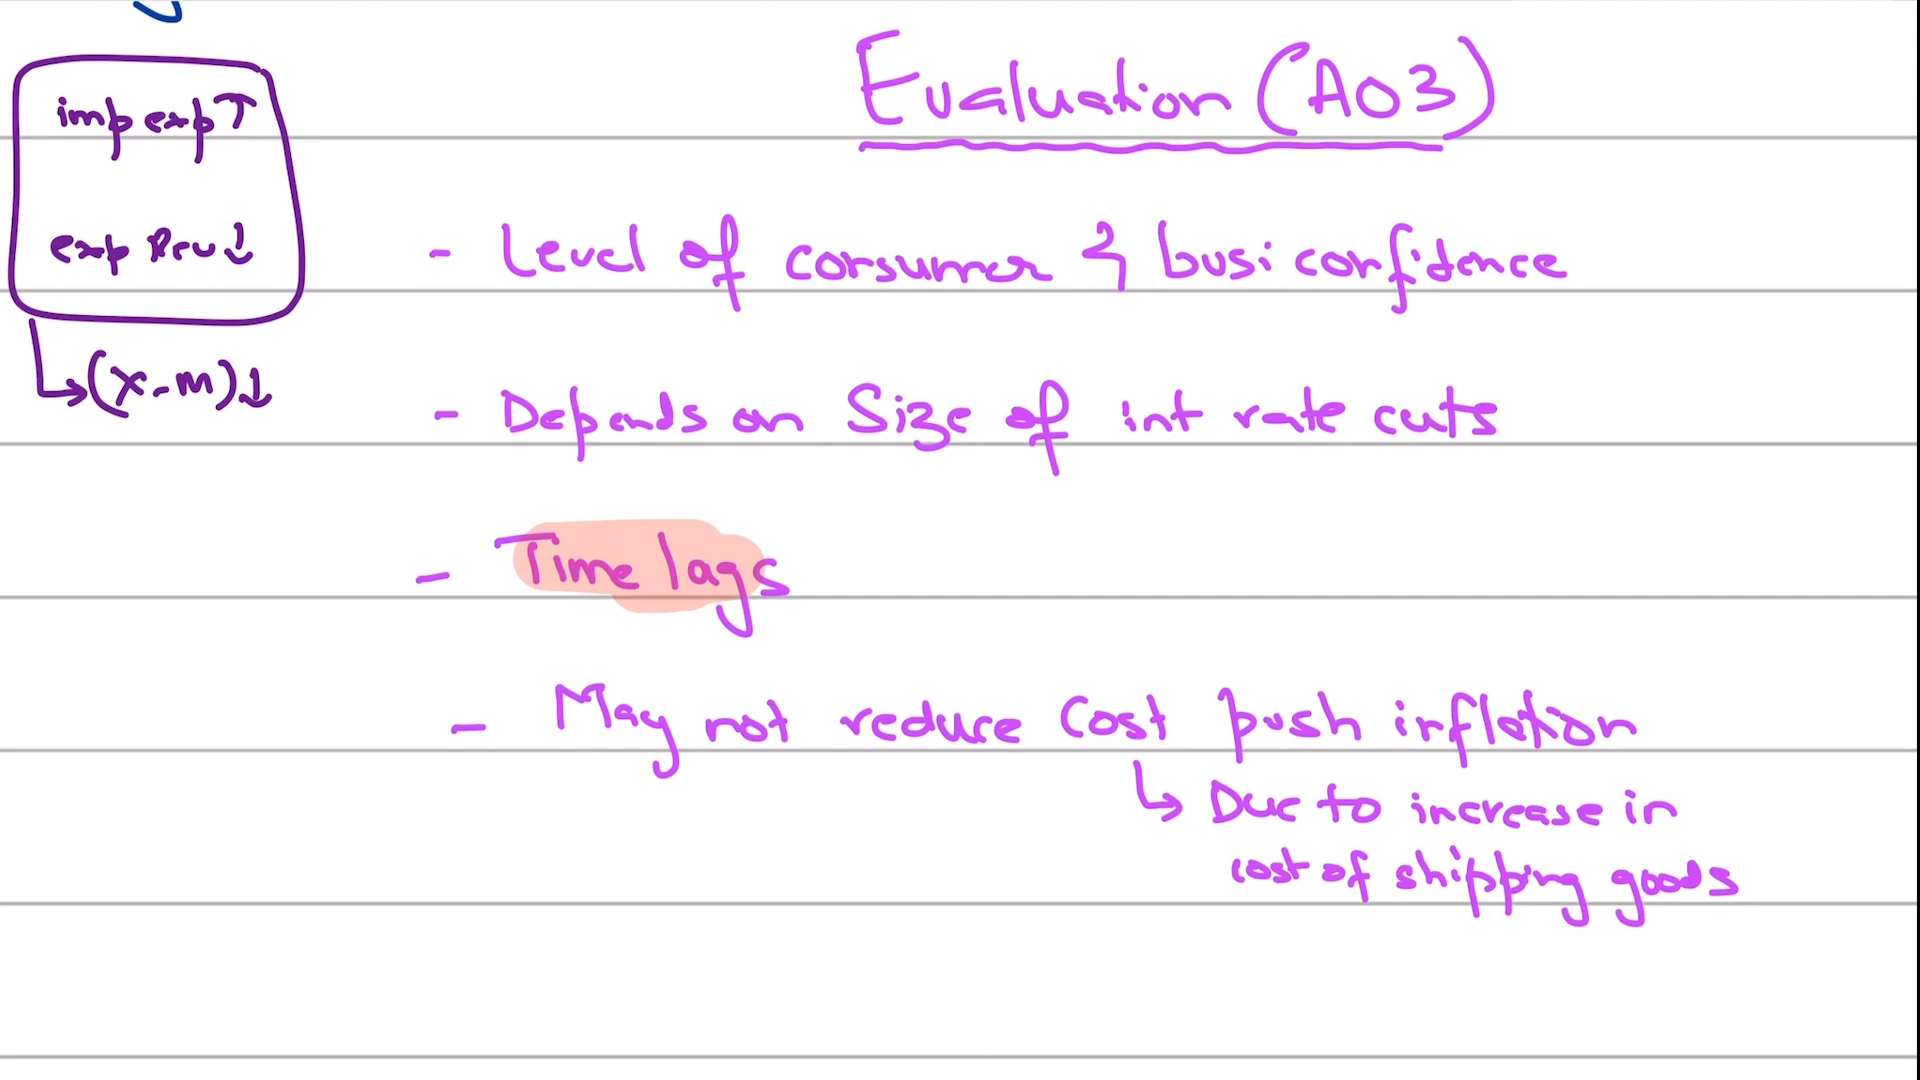 Evaluation (AO3)
imp exp ↑
exp Rev ↓
↳ (x-m) ↓
- Level of consumer & busi confidence
- Depends on Size of int rate cuts
- Time lags
- May not reduce Cost push inflation
↳ Due to increase in
cost of shipping goods